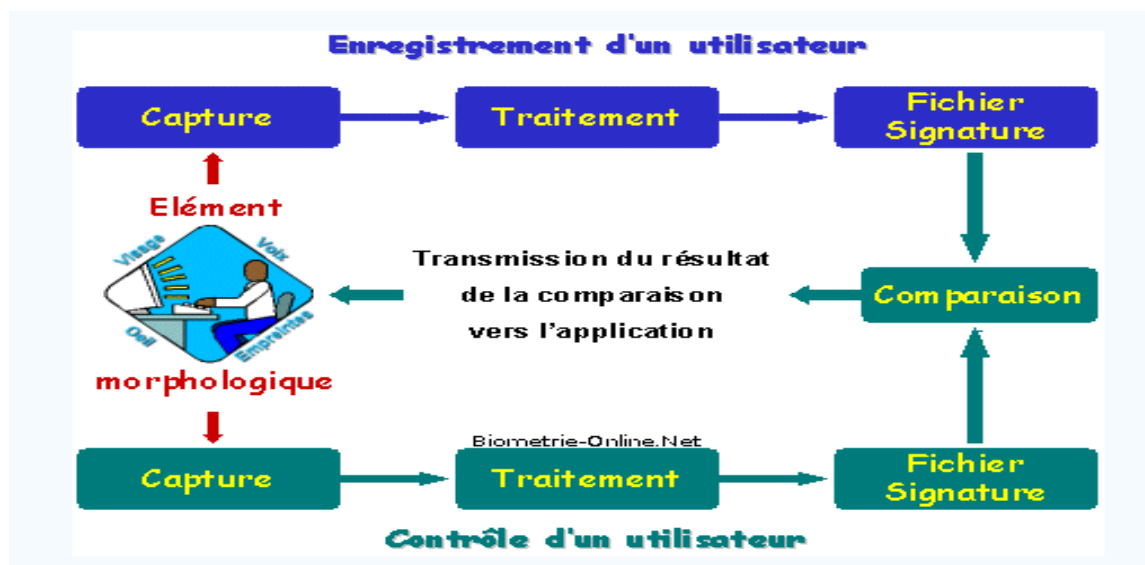 Enregistrement d'un utilisateur
Capture
Traitement
Fichier
Signature
Elément
Visage
Voix
Oeil
Empreintes
morphologique
Transmission du résultat
de la comparaison
vers l'application
Comparaison
Biometrie-Online.Net
Capture
Traitement
Fichier
Signature
Contrôle d'un utilisateur